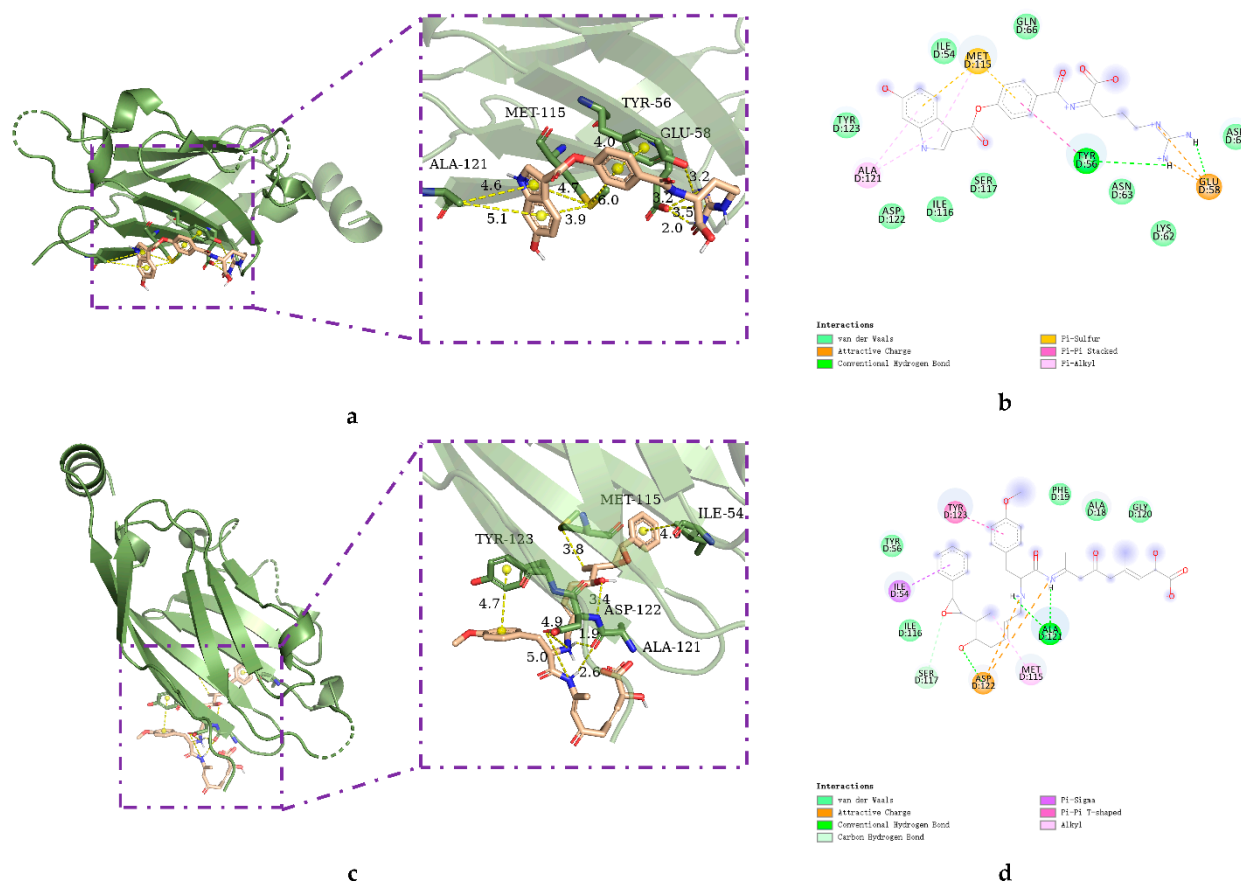 MET-115
TYR-56
GLU-58
ALA-121
4.0
4.6
4.7
6.0
3.2
3.2
3.5
5.1
3.9
2.0
a
GLN
D:66
ILE
D:54
MET
D:115
TYR
D:123
ALA
D:121
ASP
D:122
ILE
D:116
SER
D:117
TYR
D:56
ASN
D:63
LYS
D:62
GLU
D:58
Interactions
van der Waals
Attractive Charge
Conventional Hydrogen Bond
Pi-Sulfur
Pi-Pi Stacked
Pi-Alkyl
b
MET-115
ILE-54
TYR-123
3.8
4.0
4.7
3.4
ASP-122
4.9
1.9
ALA-121
5.0
2.6
c
TYR
D:123
PHE
D:19
ALA
D:18
GLY
D:120
TYR
D:56
ILE
D:54
ILE
D:116
SER
D:117
ASP
D:122
MET
D:115
ALA
D:121
Interactions
van der Waals
Attractive Charge
Conventional Hydrogen Bond
Carbon Hydrogen Bond
Pi-Sigma
Pi-Pi T-shaped
Alkyl
d